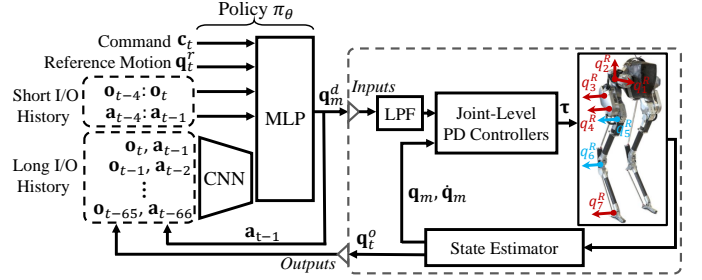 Policy π_θ
Command c_t
Reference Motion q_t^r
Short I/O
History
o_{t−4}: o_t
a_{t−4}: a_{t−1}
Long I/O
History
o_t, a_{t−1}
o_{t−1}, a_{t−2}
⋮
o_{t−65}, a_{t−66}
CNN
MLP
a_{t−1}
q_m^d
Inputs
LPF
Joint-Level
PD Controllers
τ
q_m, q̇_m
q_t^o
Outputs
State Estimator
q_2^R
q_1^R
q_3^R
q_4^R
q_5^R
q_6^R
q_7^R